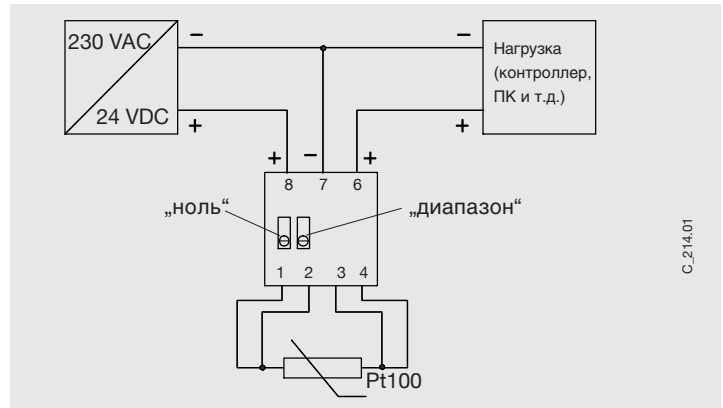 230 VAC
24 VDC
−
+
−
+
Нагрузка
(контроллер,
ПК и т.д.)
+ − +
8 7 6
„ноль“
„диапазон“
1 2 3 4
Pt100
C_214.01